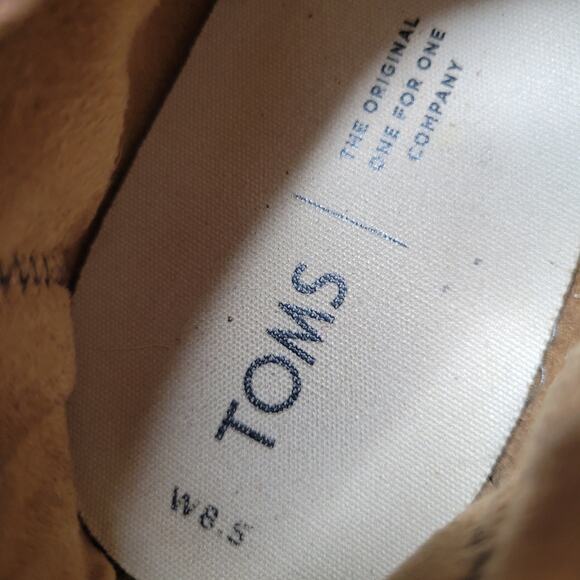 TOMS
THE ORIGINAL
ONE FOR ONE
COMPANY
W8.5